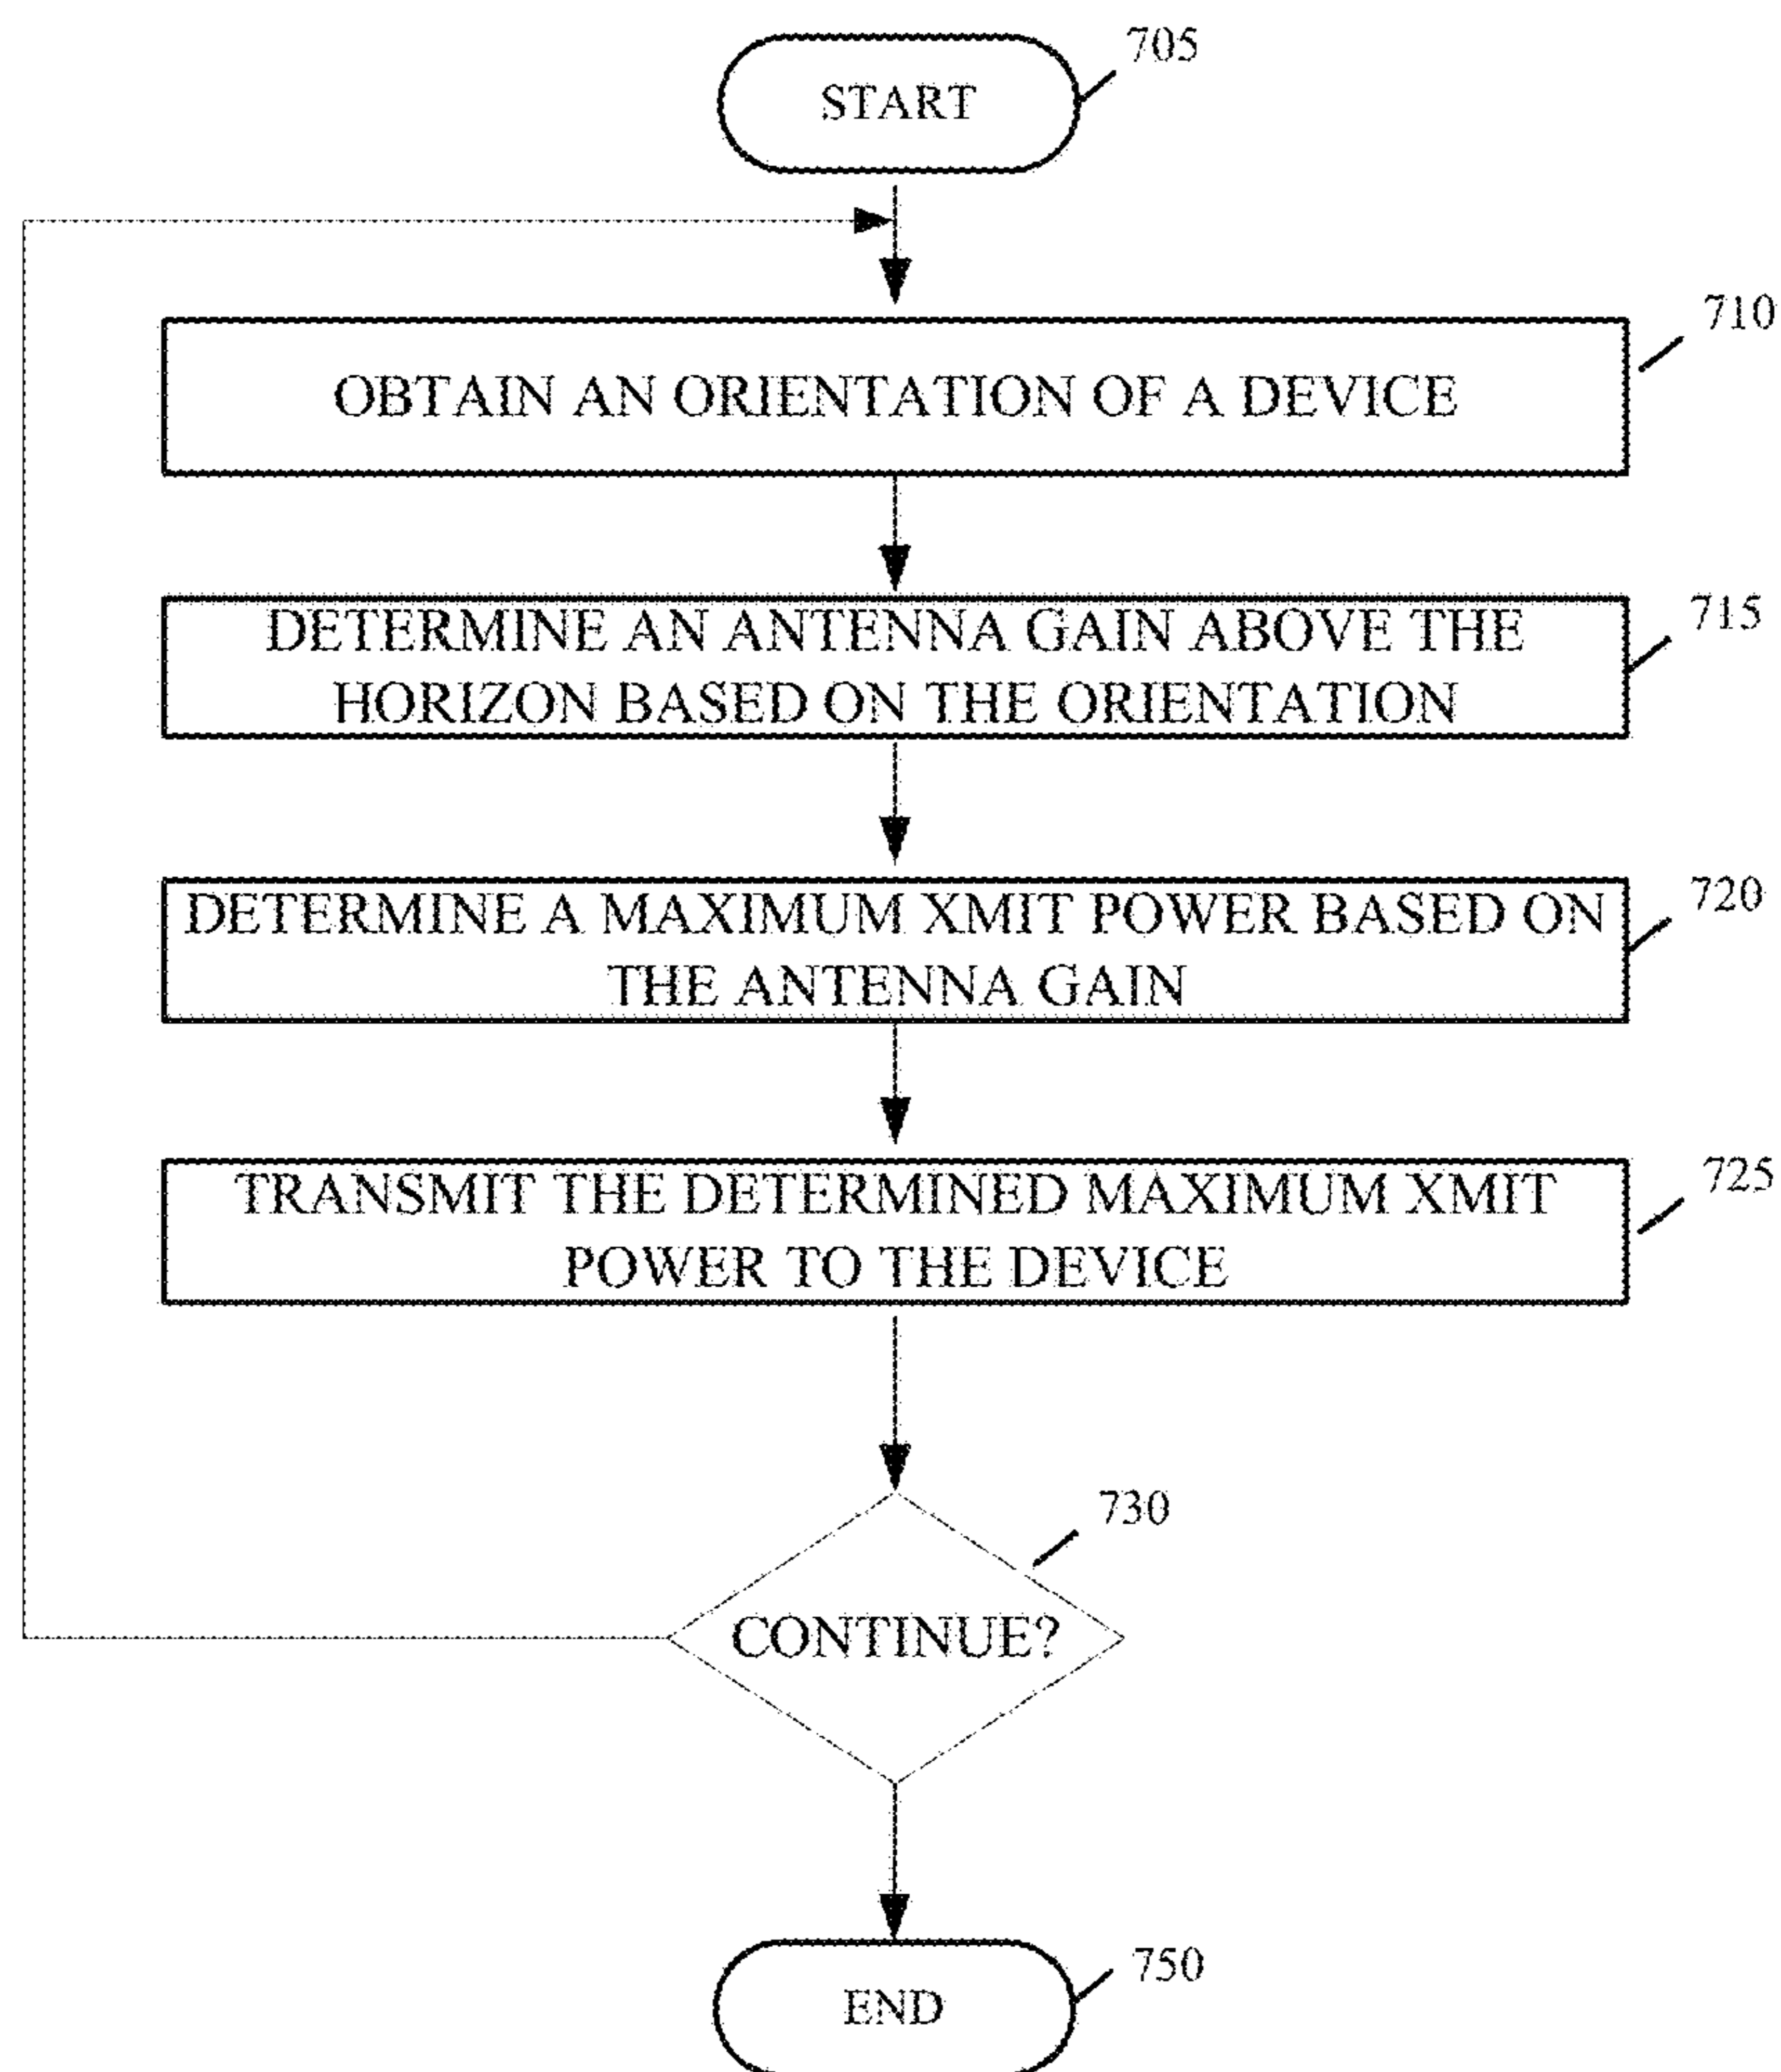 START
705
OBTAIN AN ORIENTATION OF A DEVICE
710
DETERMINE AN ANTENNA GAIN ABOVE THE
HORIZON BASED ON THE ORIENTATION
715
DETERMINE A MAXIMUM XMIT POWER BASED ON
THE ANTENNA GAIN
720
TRANSMIT THE DETERMINED MAXIMUM XMIT
POWER TO THE DEVICE
725
CONTINUE?
730
END
750